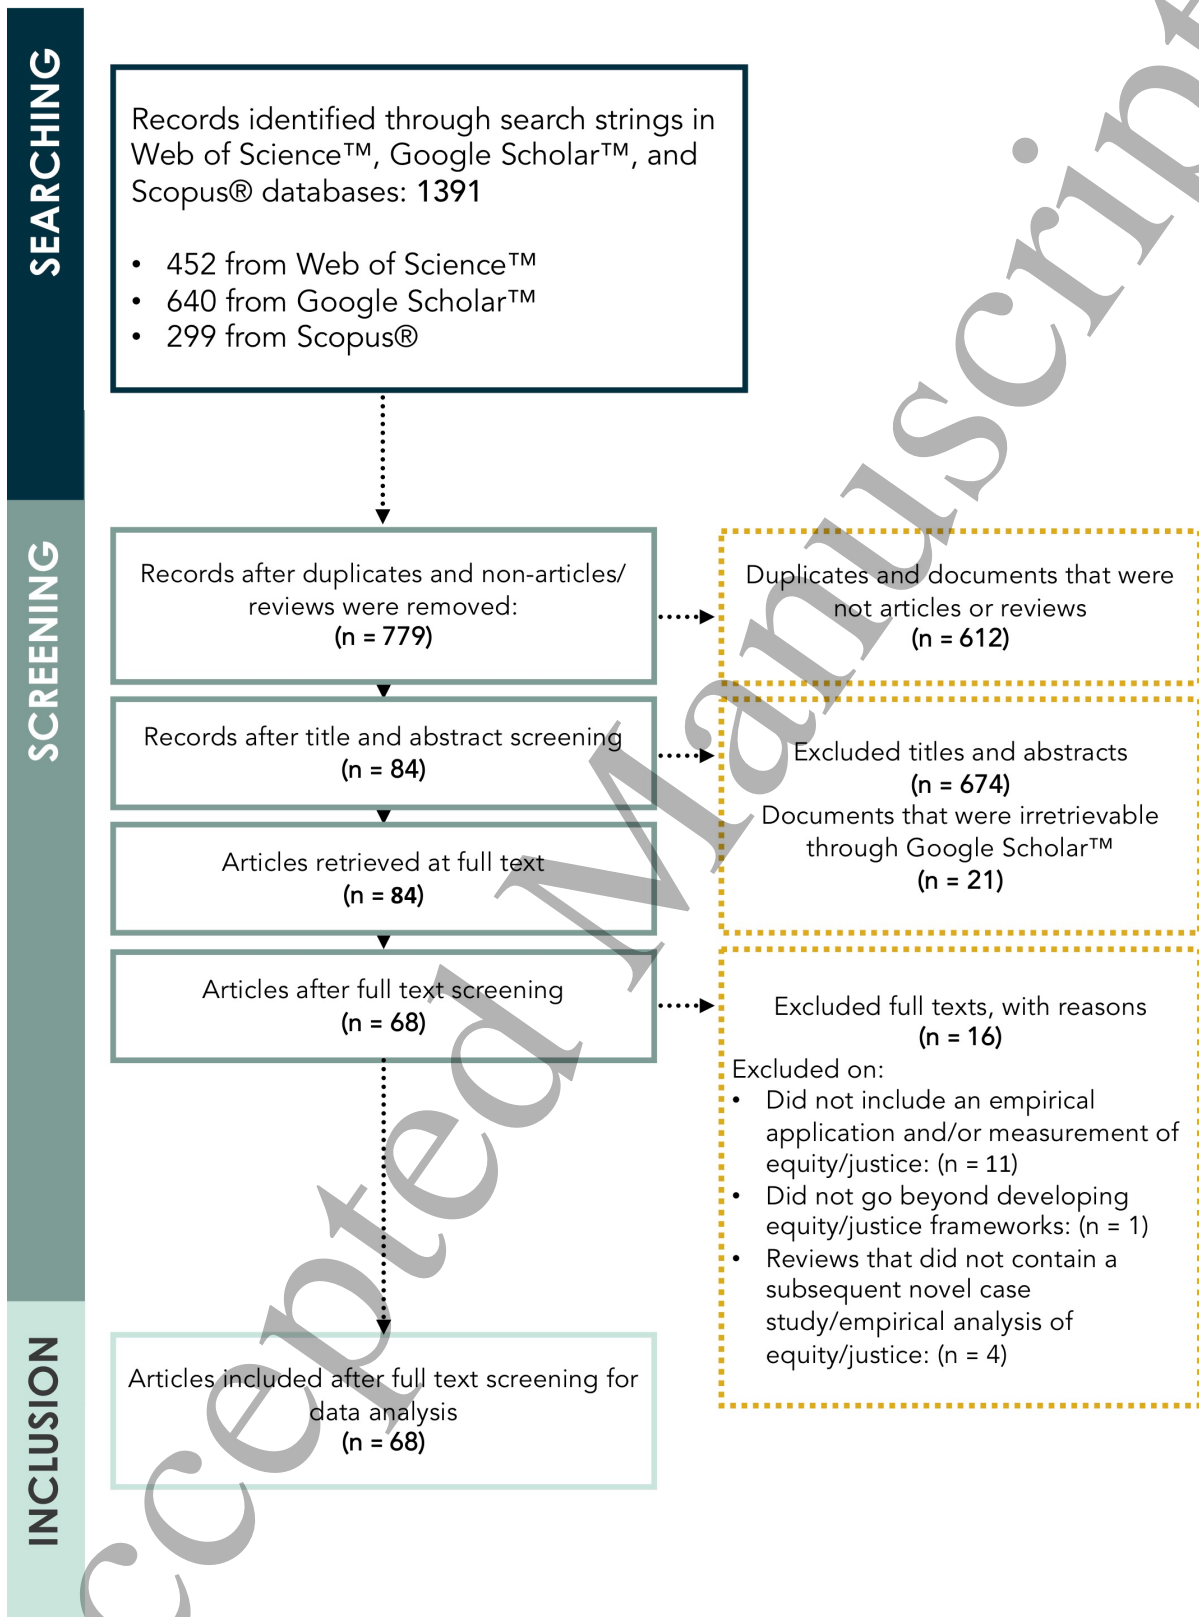 SEARCHING
Records identified through search strings in
Web of Science™, Google Scholar™, and
Scopus® databases: 1391
• 452 from Web of Science™
• 640 from Google Scholar™
• 299 from Scopus®
SCREENING
Records after duplicates and non-articles/
reviews were removed:
(n = 779)
Duplicates and documents that were
not articles or reviews
(n = 612)
Records after title and abstract screening
(n = 84)
Excluded titles and abstracts
(n = 674)
Documents that were irretrievable
through Google Scholar™
(n = 21)
Articles retrieved at full text
(n = 84)
Articles after full text screening
(n = 68)
Excluded full texts, with reasons
(n = 16)
Excluded on:
• Did not include an empirical
application and/or measurement of
equity/justice: (n = 11)
• Did not go beyond developing
equity/justice frameworks: (n = 1)
• Reviews that did not contain a
subsequent novel case
study/empirical analysis of
equity/justice: (n = 4)
INCLUSION
Articles included after full text screening for
data analysis
(n = 68)
ccepted Manuscript